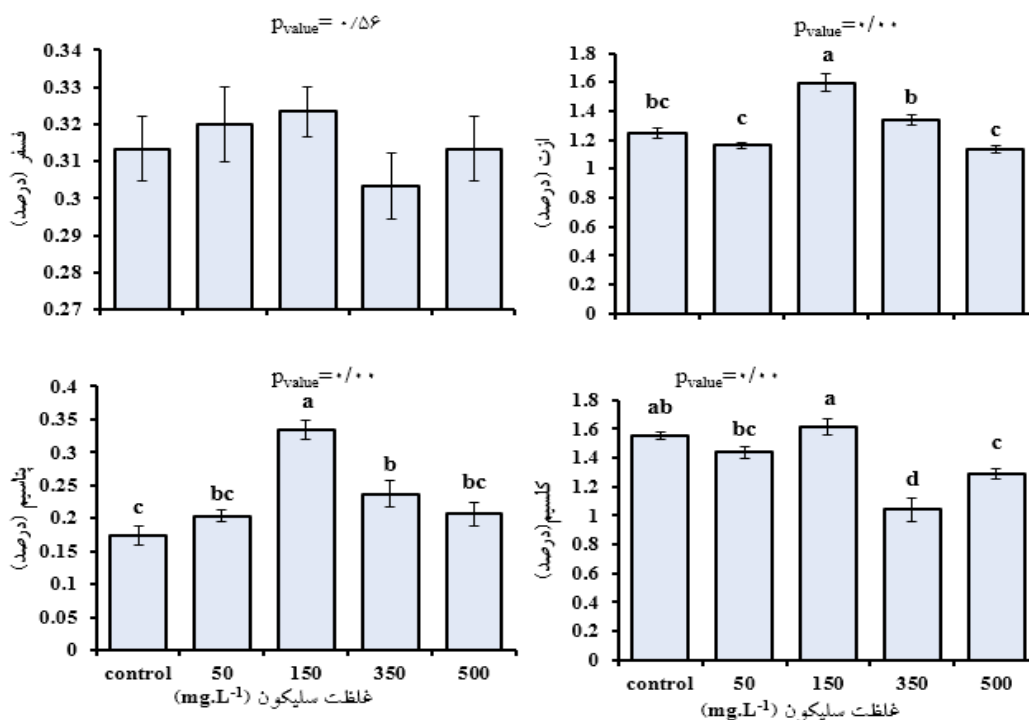 p_value= ۰/۵۶
0.34
0.33
0.32
0.31
0.3
0.29
0.28
0.27
فسفر (درصد)
p_value=۰/۰۰
1.8
1.6
1.4
1.2
1
0.8
0.6
0.4
0.2
0
ازت (درصد)
bc
c
a
b
c
p_value=۰/۰۰
0.4
0.35
0.3
0.25
0.2
0.15
0.1
0.05
0
پتاسیم (درصد)
c
bc
a
b
bc
control 50 150 350 500
غلظت سلیکون (mg.L⁻¹)
p_value=۰/۰۰
1.8
1.6
1.4
1.2
1
0.8
0.6
0.4
0.2
0
کلسیم(درصد)
ab
bc
a
d
c
control 50 150 350 500
غلظت سلیکون (mg.L⁻¹)